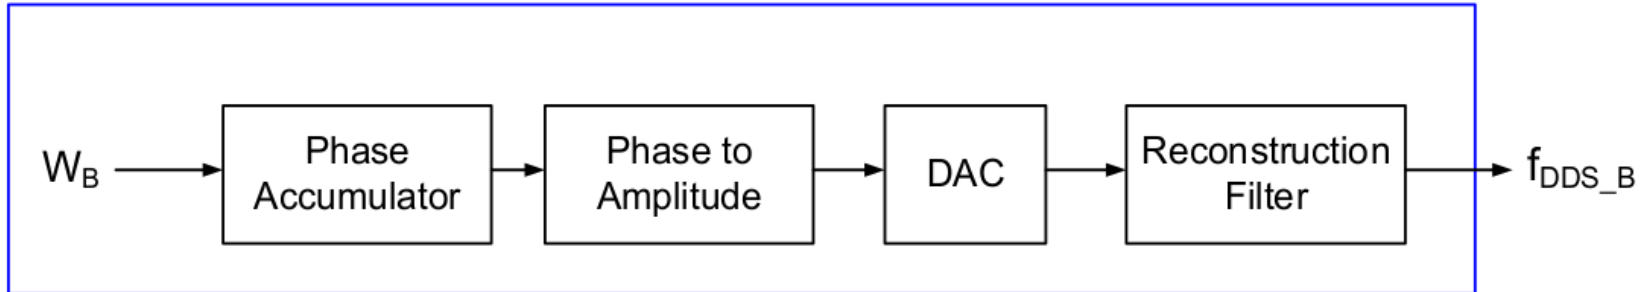 W_B
Phase
Accumulator
Phase to
Amplitude
DAC
Reconstruction
Filter
f_DDS_B